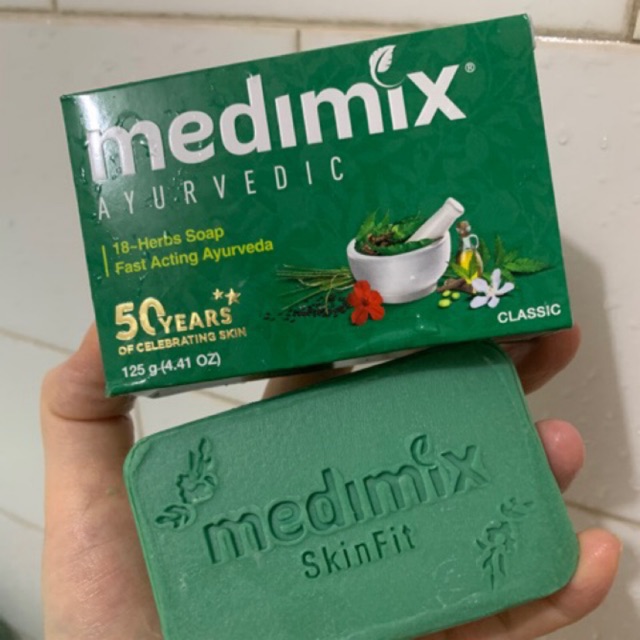 medimix®
AYURVEDIC
18-Herbs Soap
Fast Acting Ayurveda
50 YEARS
OF CELEBRATING SKIN
125 g (4.41 OZ)
CLASSIC
medimix
SkinFit